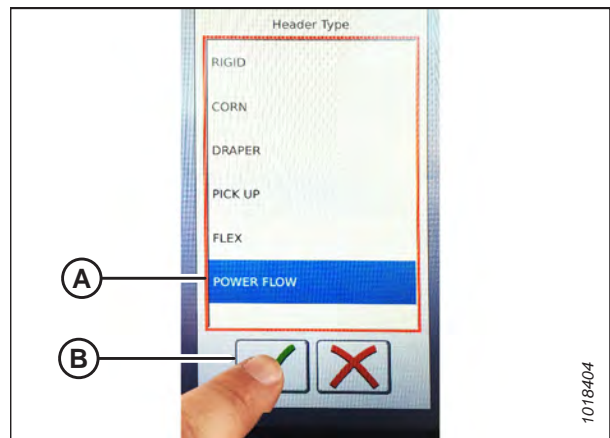 Header Type
RIGID
CORN
DRAPER
PICK UP
FLEX
A
POWER FLOW
B
1018404